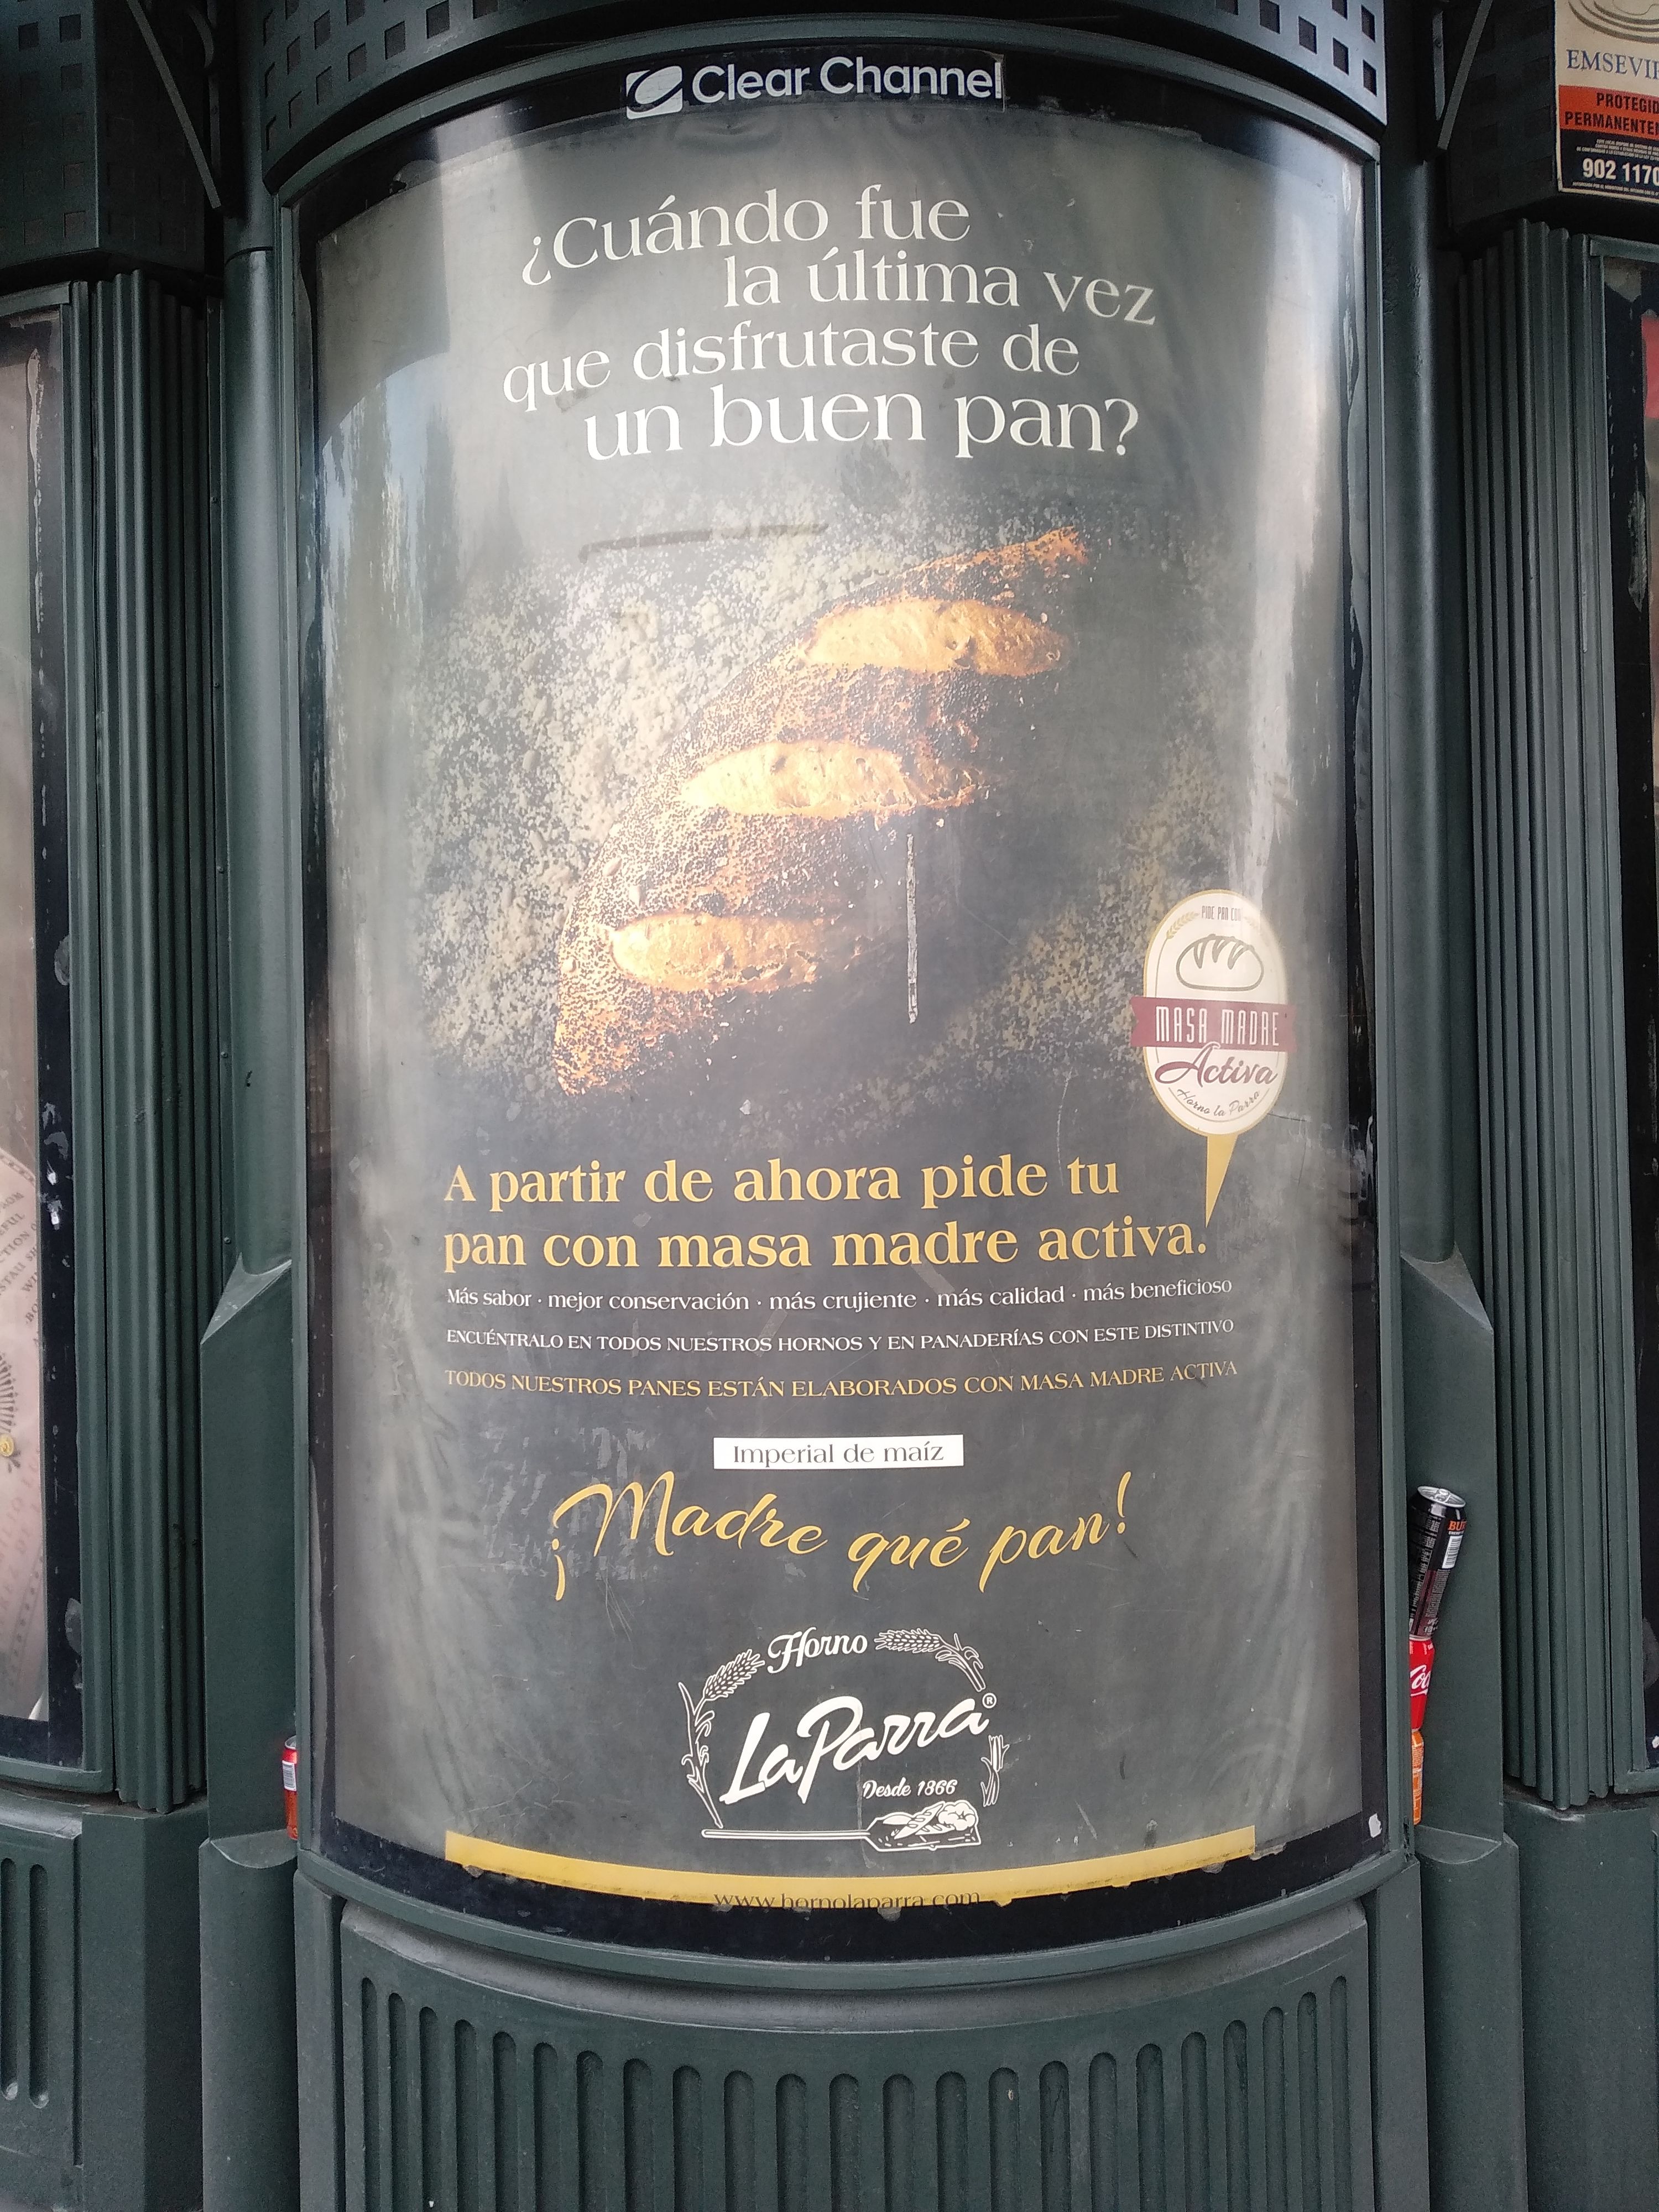 Clear Channel
EMSEVIP
PROTEGID
PERMANENTEM
902 1170
¿Cuándo fue
la última vez
que disfrutaste de
un buen pan?
PIDE PAN CON
MASA MADRE
Activa
Horno la Parra
A partir de ahora pide tu
pan con masa madre activa.
Más sabor · mejor conservación · más crujiente · más calidad · más beneficioso
ENCUÉNTRALO EN TODOS NUESTROS HORNOS Y EN PANADERÍAS CON ESTE DISTINTIVO
TODOS NUESTROS PANES ESTÁN ELABORADOS CON MASA MADRE ACTIVA
Imperial de maíz
¡Madre qué pan!
Horno
LaParra®
Desde 1866
www.hornolaparra.com